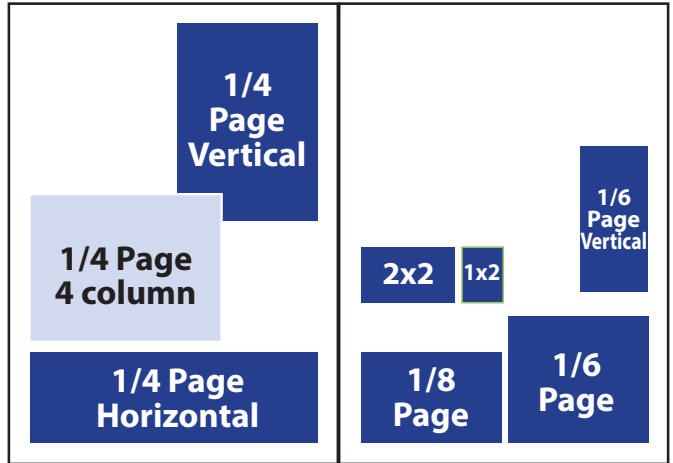 1/4
Page
Vertical
1/4 Page
4 column
1/4 Page
Horizontal
1/6
Page
Vertical
2x2
1x2
1/8
Page
1/6
Page